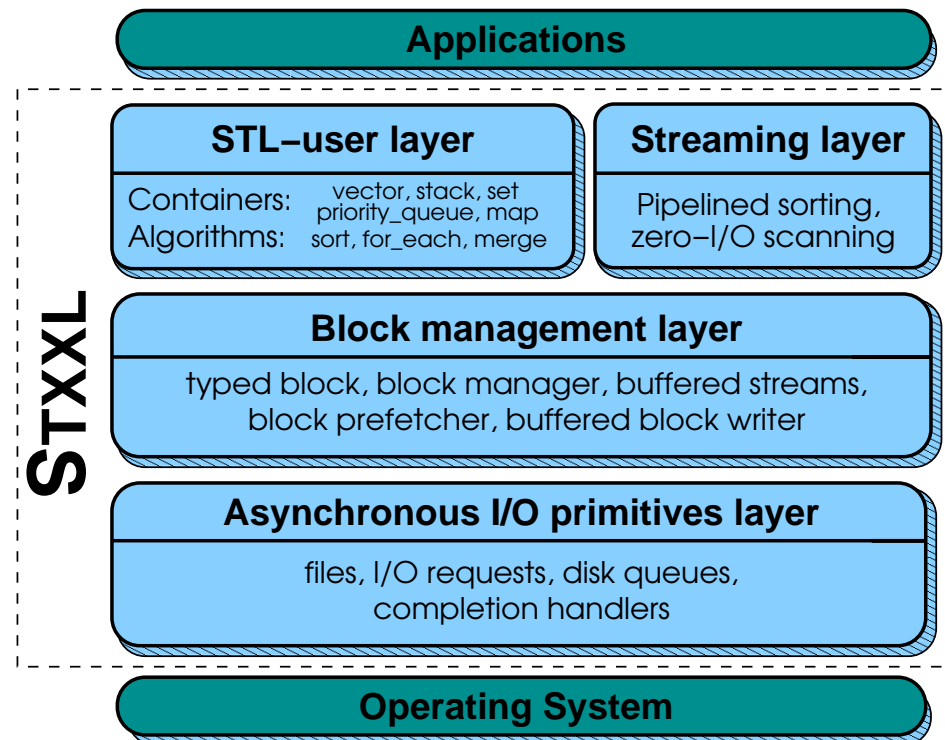 Applications
STXXL
STL–user layer
Containers: vector, stack, set
priority_queue, map
Algorithms: sort, for_each, merge
Streaming layer
Pipelined sorting,
zero–I/O scanning
Block management layer
typed block, block manager, buffered streams,
block prefetcher, buffered block writer
Asynchronous I/O primitives layer
files, I/O requests, disk queues,
completion handlers
Operating System